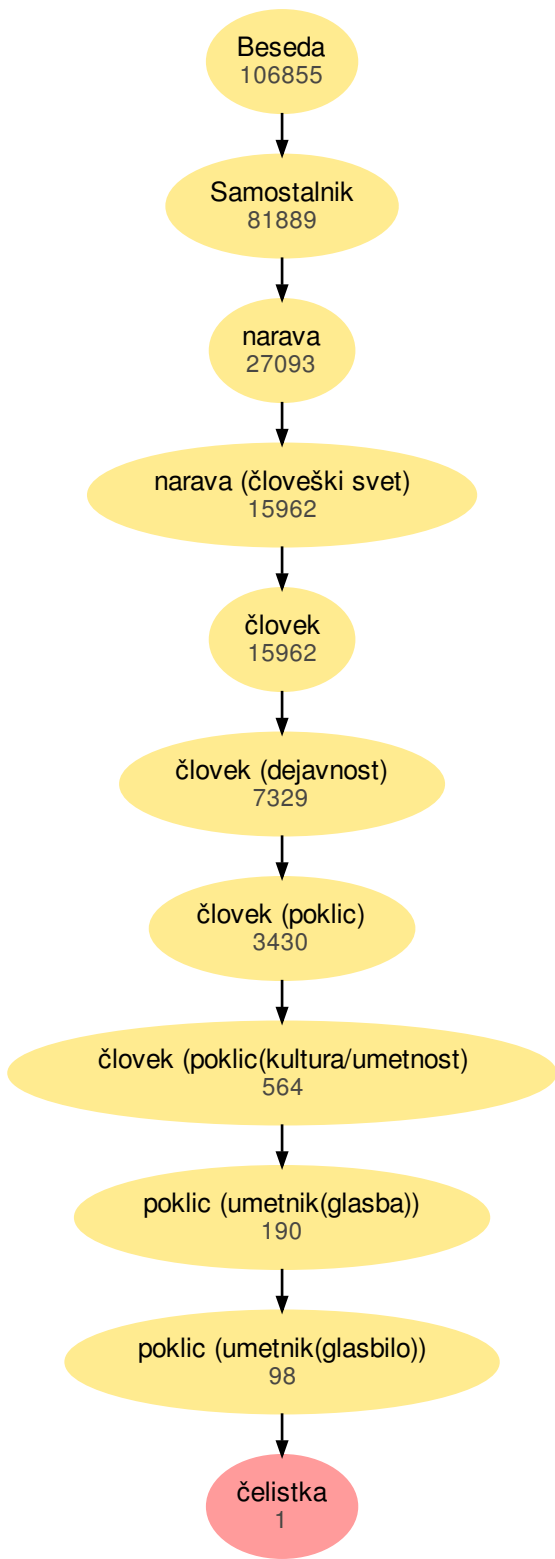 Beseda
106855
Samostalnik
81889
narava
27093
narava (človeški svet)
15962
človek
15962
človek (dejavnost)
7329
človek (poklic)
3430
človek (poklic(kultura/umetnost)
564
poklic (umetnik(glasba))
190
poklic (umetnik(glasbilo))
98
čelistka
1